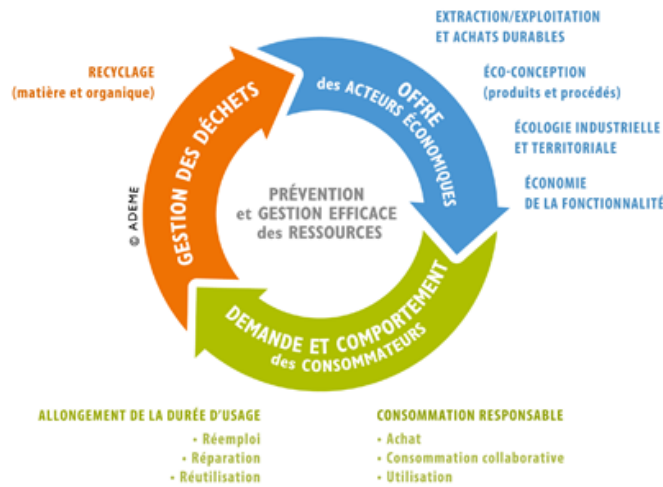 EXTRACTION/EXPLOITATION
ET ACHATS DURABLES
ÉCO-CONCEPTION
(produits et procédés)
ÉCOLOGIE INDUSTRIELLE
ET TERRITORIALE
ÉCONOMIE
DE LA FONCTIONNALITÉ
RECYCLAGE
(matière et organique)
OFFRE
des ACTEURS ÉCONOMIQUES
GESTION DES DÉCHETS
© ADEME
PRÉVENTION
et GESTION EFFICACE
des RESSOURCES
DEMANDE ET COMPORTEMENT
des CONSOMMATEURS
ALLONGEMENT DE LA DURÉE D'USAGE
• Réemploi
• Réparation
• Réutilisation
CONSOMMATION RESPONSABLE
• Achat
• Consommation collaborative
• Utilisation